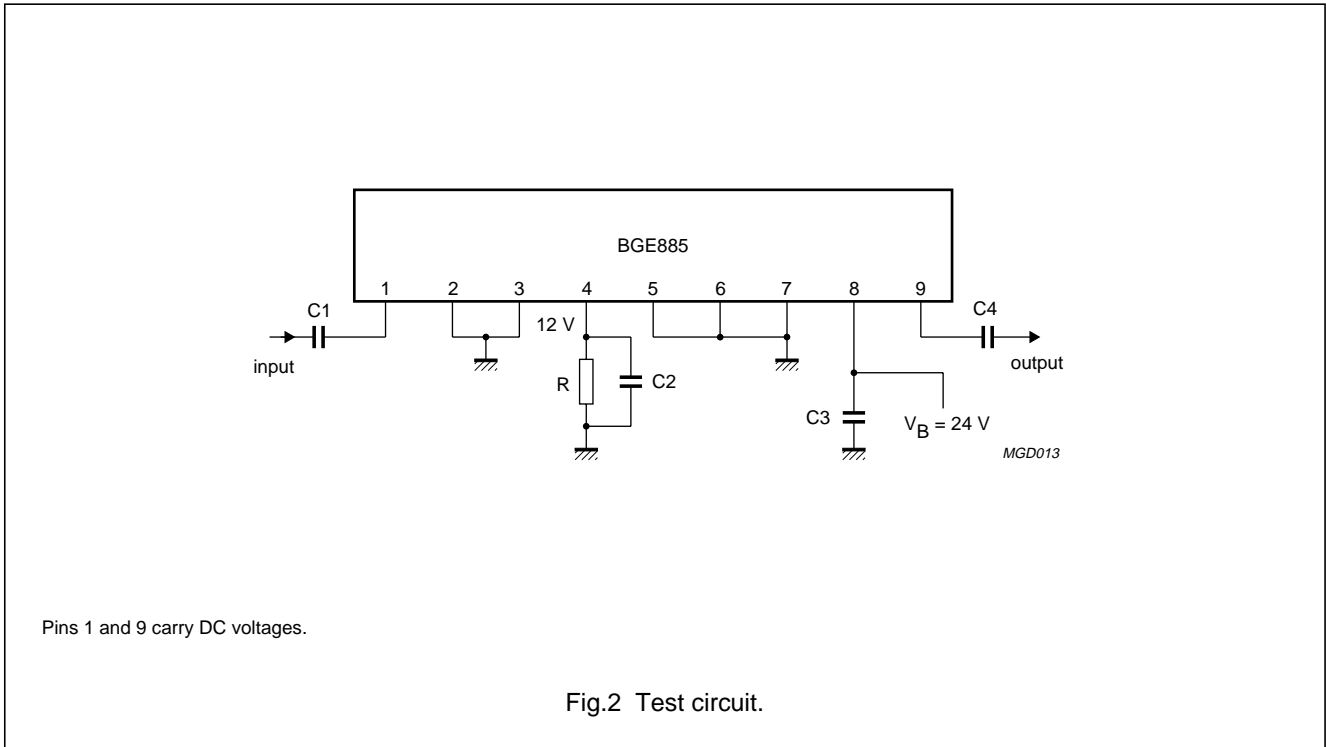 BGE885
1 2 3 4 5 6 7 8 9
C1
C4
12 V
input
output
R
C2
C3
VB = 24 V
MGD013
Pins 1 and 9 carry DC voltages.
Fig.2 Test circuit.